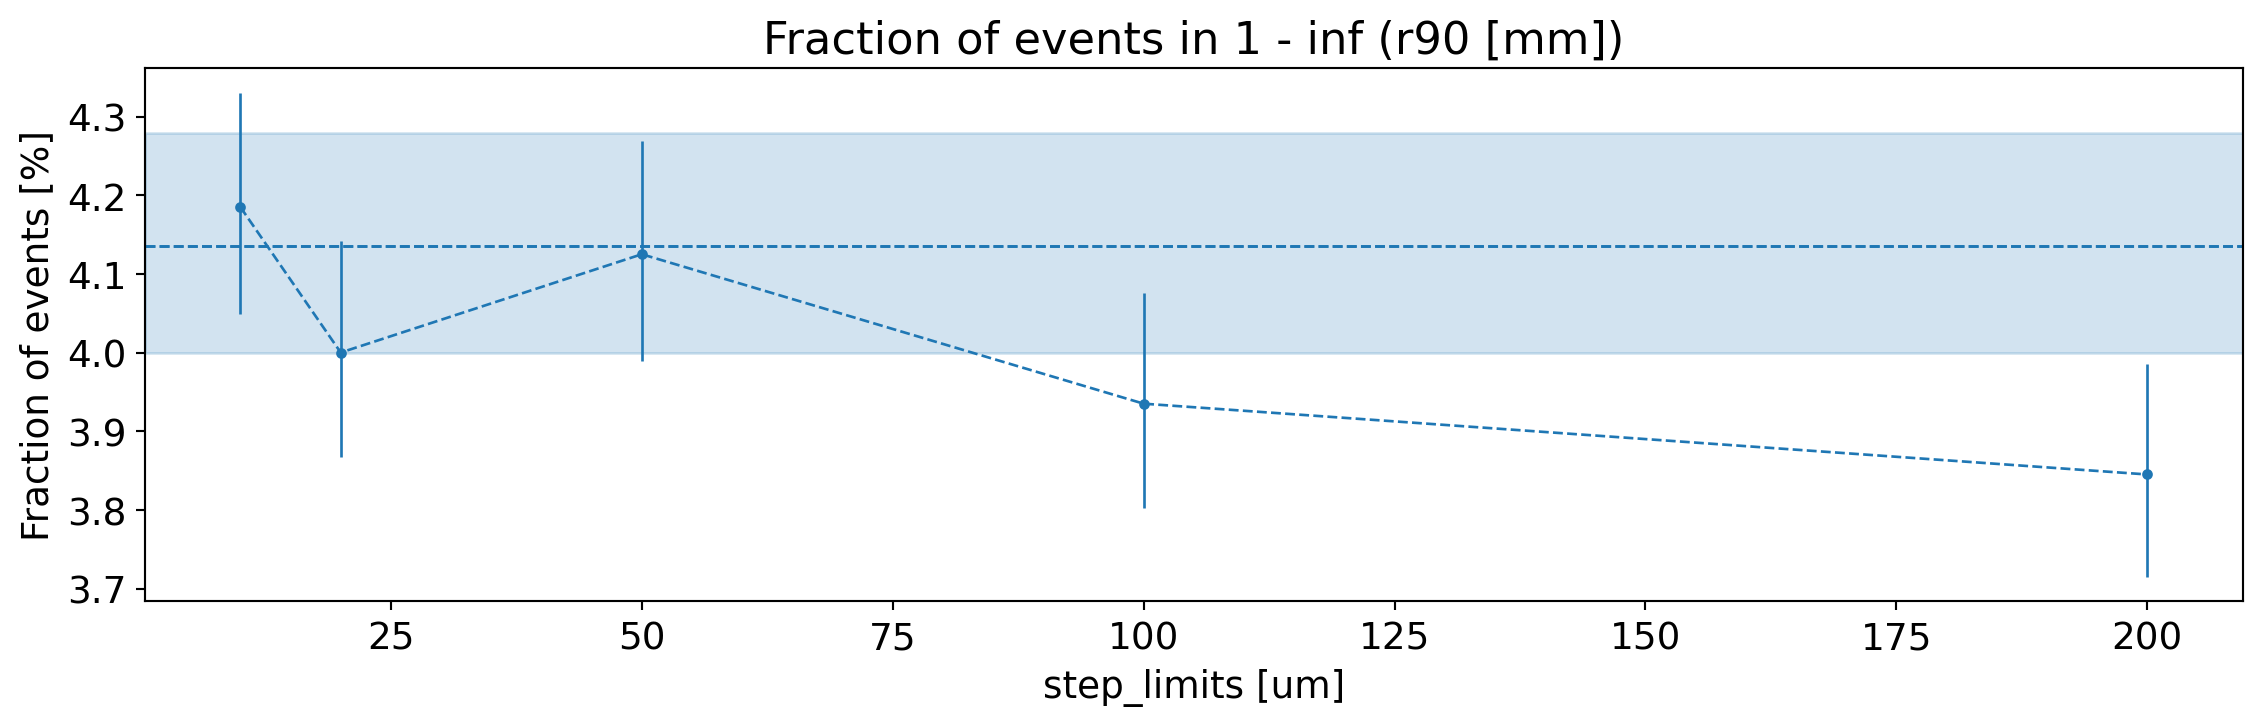 Fraction of events in 1 - inf (r90 [mm])
Fraction of events [%]
4.3
4.2
4.1
4.0
3.9
3.8
3.7
25 50 75 100 125 150 175 200
step_limits [um]